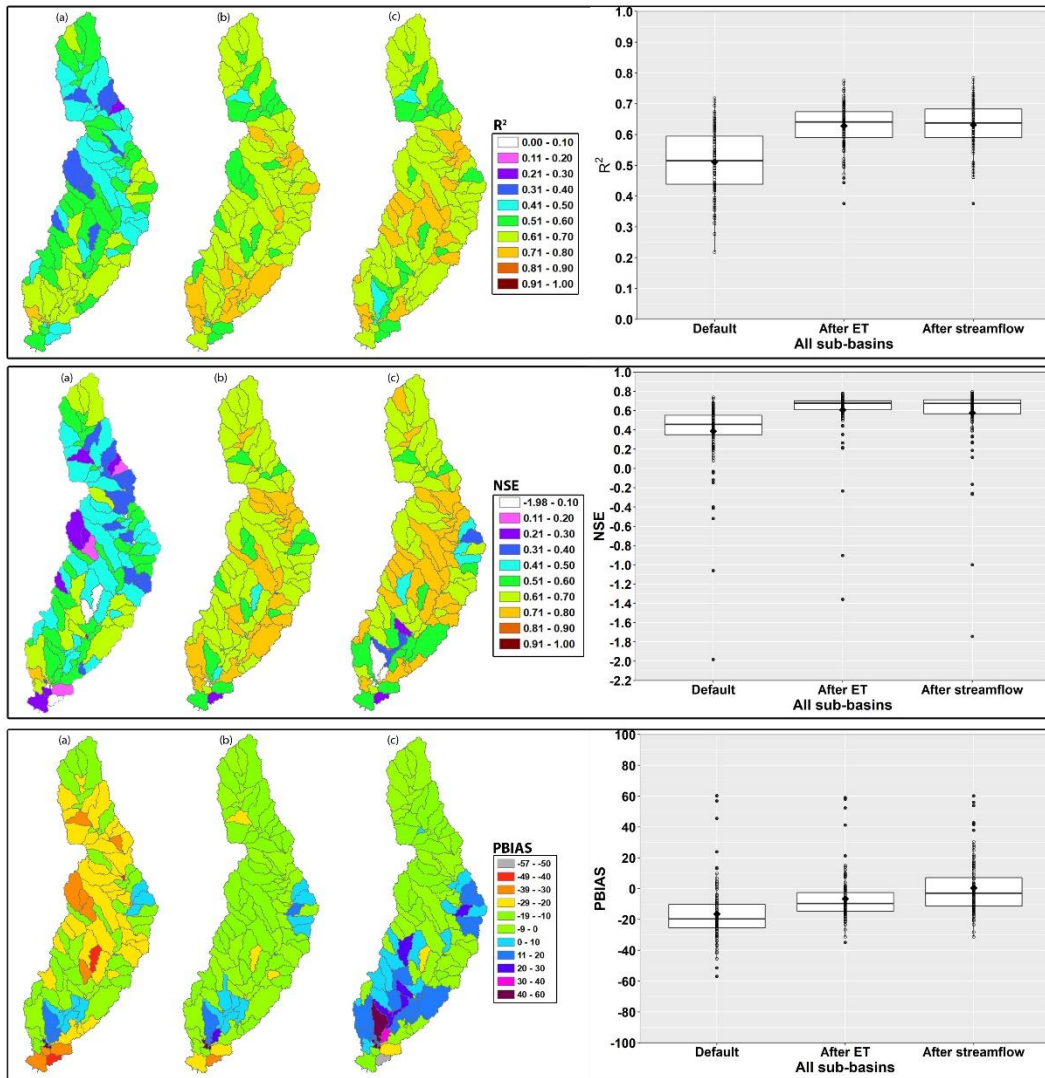 (a)
(b)
(c)
R²
0.00 - 0.10
0.11 - 0.20
0.21 - 0.30
0.31 - 0.40
0.41 - 0.50
0.51 - 0.60
0.61 - 0.70
0.71 - 0.80
0.81 - 0.90
0.91 - 1.00
R²
1.0
0.9
0.8
0.7
0.6
0.5
0.4
0.3
0.2
0.1
0.0
Default
After ET
After streamflow
All sub-basins
(a)
(b)
(c)
NSE
-1.98 - 0.10
0.11 - 0.20
0.21 - 0.30
0.31 - 0.40
0.41 - 0.50
0.51 - 0.60
0.61 - 0.70
0.71 - 0.80
0.81 - 0.90
0.91 - 1.00
NSE
1.0
0.8
0.6
0.4
0.2
0.0
-0.2
-0.4
-0.6
-0.8
-1.0
-1.2
-1.4
-1.6
-1.8
-2.0
-2.2
Default
After ET
After streamflow
All sub-basins
(a)
(b)
(c)
PBIAS
-57 - -50
-49 - -40
-39 - -30
-29 - -20
-19 - -10
-9 - 0
0 - 10
11 - 20
20 - 30
30 - 40
40 - 60
PBIAS
100
80
60
40
20
0
-20
-40
-60
-80
-100
Default
After ET
After streamflow
All sub-basins